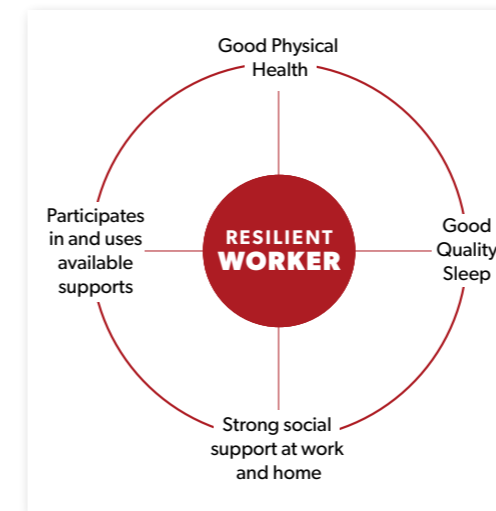 Good Physical
Health
Participates
in and uses
available
supports
RESILIENT
WORKER
Good
Quality
Sleep
Strong social
support at work
and home